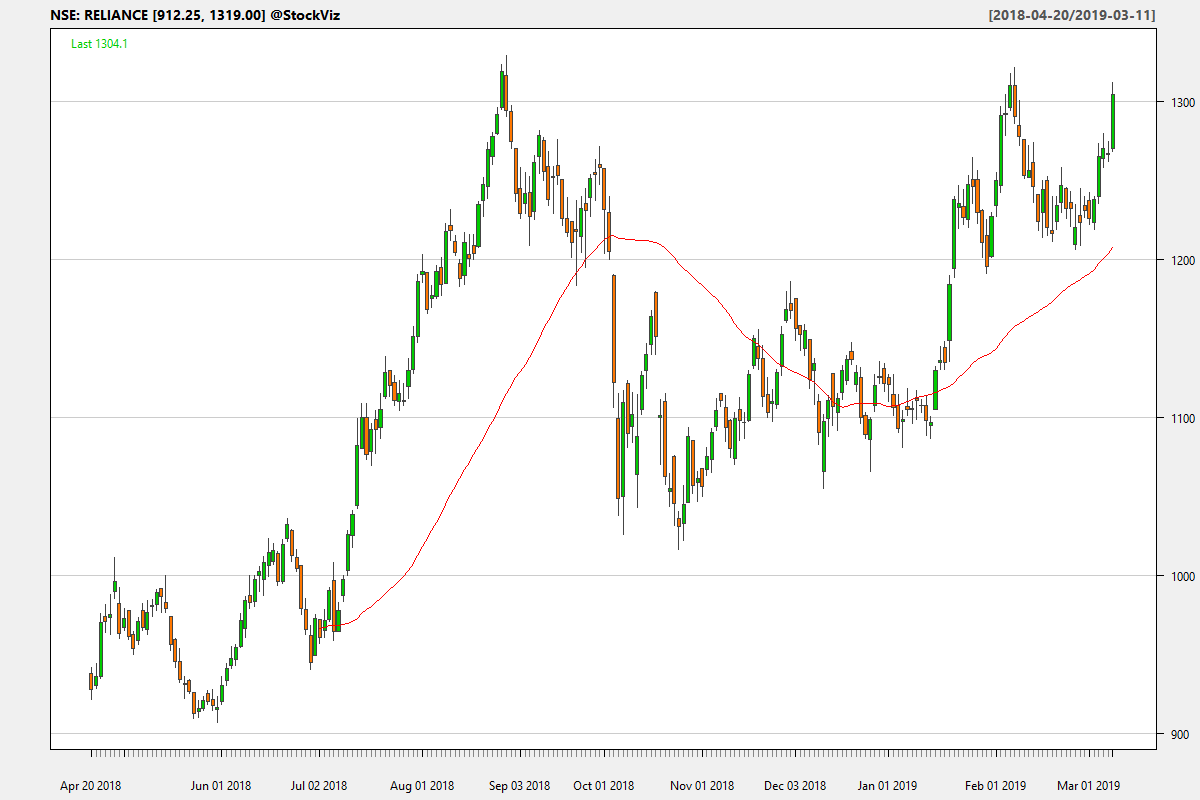 NSE: RELIANCE [912.25, 1319.00] @StockViz [2018-04-20/2019-03-11]
Last 1304.1
1300
1200
1100
1000
900
Apr 20 2018 Jun 01 2018 Jul 02 2018 Aug 01 2018 Sep 03 2018 Oct 01 2018 Nov 01 2018 Dec 03 2018 Jan 01 2019 Feb 01 2019 Mar 01 2019